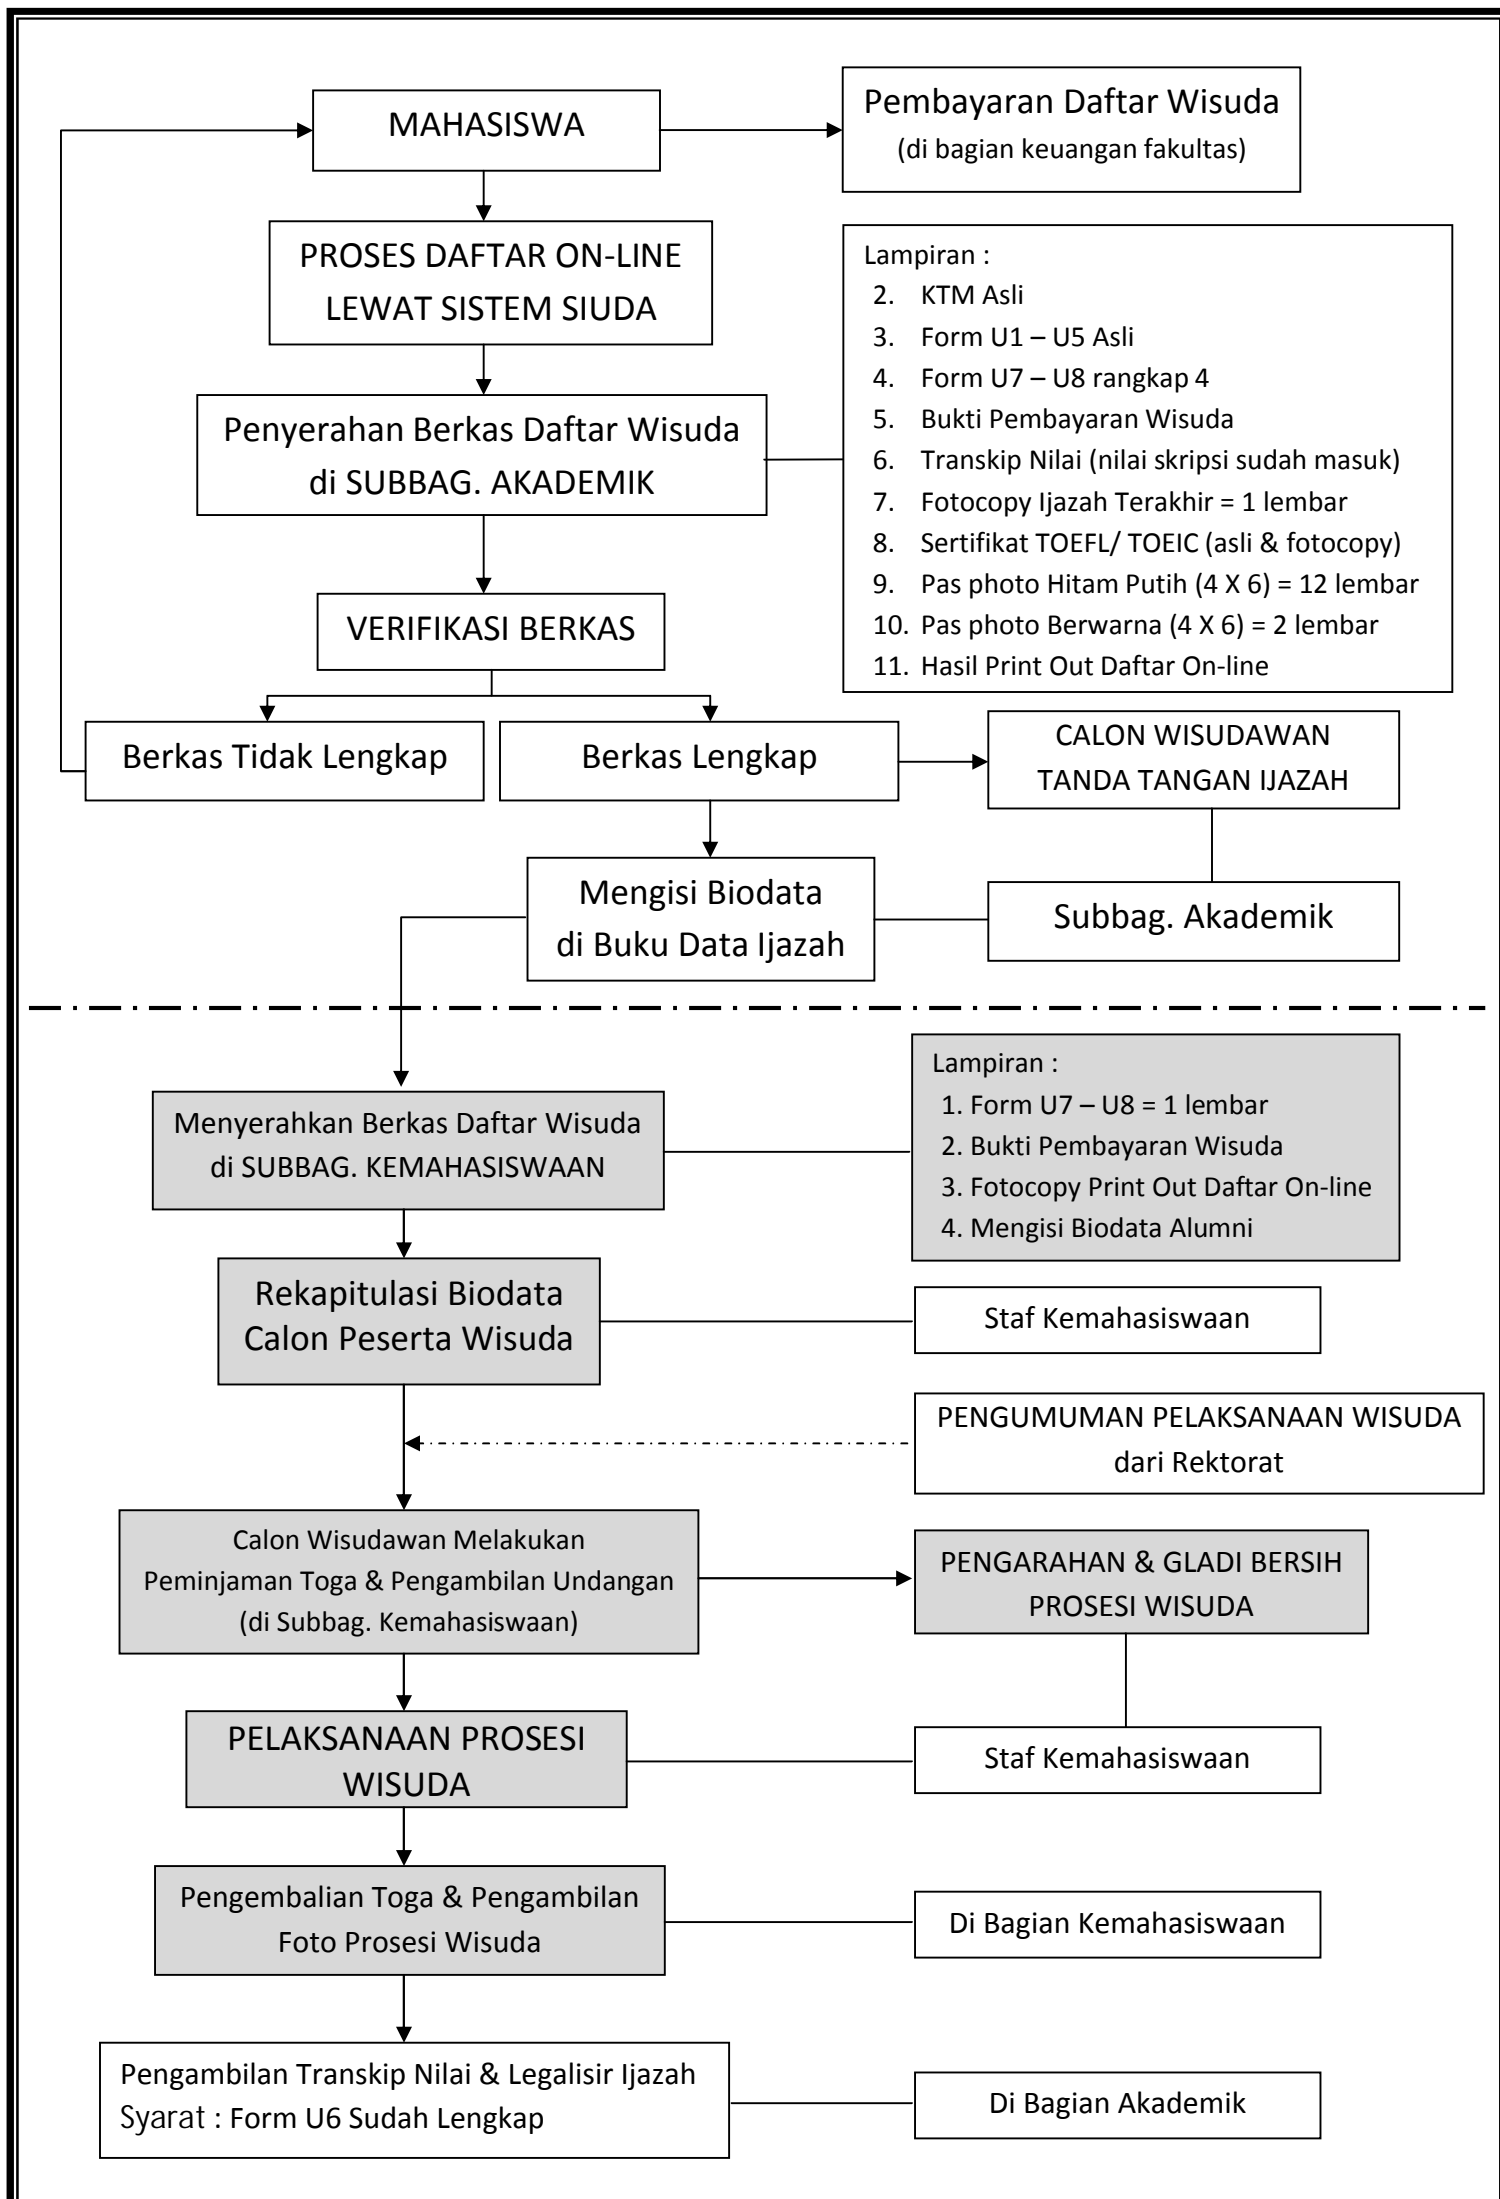 MAHASISWA
Pembayaran Daftar Wisuda
(di bagian keuangan fakultas)
PROSES DAFTAR ON-LINE
LEWAT SISTEM SIUDA
Lampiran :
2. KTM Asli
3. Form U1 – U5 Asli
4. Form U7 – U8 rangkap 4
5. Bukti Pembayaran Wisuda
6. Transkip Nilai (nilai skripsi sudah masuk)
7. Fotocopy Ijazah Terakhir = 1 lembar
8. Sertifikat TOEFL/ TOEIC (asli & fotocopy)
9. Pas photo Hitam Putih (4 X 6) = 12 lembar
10. Pas photo Berwarna (4 X 6) = 2 lembar
11. Hasil Print Out Daftar On-line
Penyerahan Berkas Daftar Wisuda
di SUBBAG. AKADEMIK
VERIFIKASI BERKAS
Berkas Tidak Lengkap
Berkas Lengkap
CALON WISUDAWAN
TANDA TANGAN IJAZAH
Mengisi Biodata
di Buku Data Ijazah
Subbag. Akademik
Menyerahkan Berkas Daftar Wisuda
di SUBBAG. KEMAHASISWAAN
Lampiran :
1. Form U7 – U8 = 1 lembar
2. Bukti Pembayaran Wisuda
3. Fotocopy Print Out Daftar On-line
4. Mengisi Biodata Alumni
Rekapitulasi Biodata
Calon Peserta Wisuda
Staf Kemahasiswaan
PENGUMUMAN PELAKSANAAN WISUDA
dari Rektorat
Calon Wisudawan Melakukan
Peminjaman Toga & Pengambilan Undangan
(di Subbag. Kemahasiswaan)
PENGARAHAN & GLADI BERSIH
PROSESI WISUDA
PELAKSANAAN PROSESI
WISUDA
Staf Kemahasiswaan
Pengembalian Toga & Pengambilan
Foto Prosesi Wisuda
Di Bagian Kemahasiswaan
Pengambilan Transkip Nilai & Legalisir Ijazah
Syarat : Form U6 Sudah Lengkap
Di Bagian Akademik